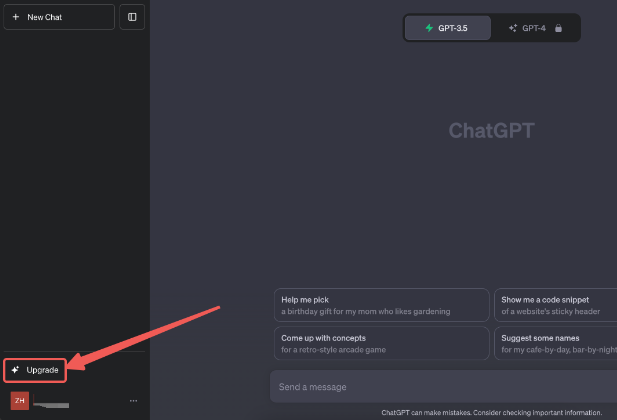 New Chat
GPT-3.5
GPT-4
ChatGPT
Help me pick
a birthday gift for my mom who likes gardening
Show me a code snippet
of a website's sticky header
Come up with concepts
for a retro-style arcade game
Suggest some names
for my cafe-by-day, bar-by-night
Upgrade
ZH
Send a message
ChatGPT can make mistakes. Consider checking important information.